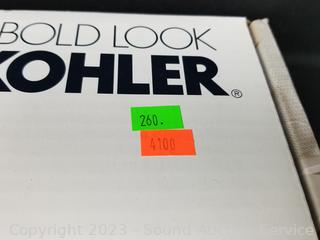 BOLD LOOK
KOHLER®
260.
4100
Copyright 2023 - Sound Auction Service